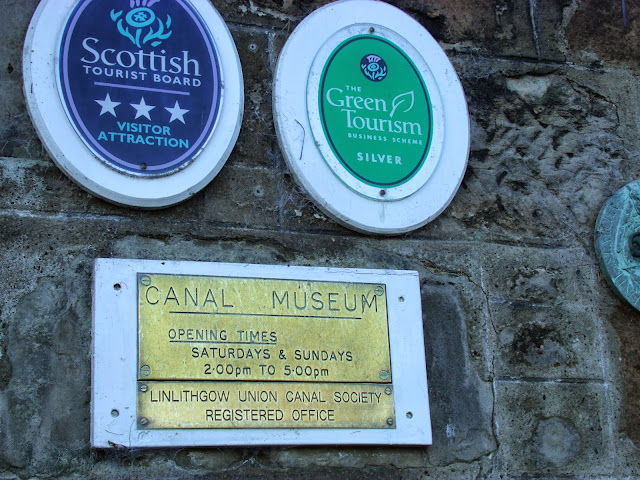 Scottish
TOURIST BOARD
VISITOR
ATTRACTION
THE
Green
Tourism
BUSINESS SCHEME
SILVER
CANAL MUSEUM
OPENING TIMES
SATURDAYS & SUNDAYS
2·00pm TO 5·00pm
LINLITHGOW UNION CANAL SOCIETY
REGISTERED OFFICE